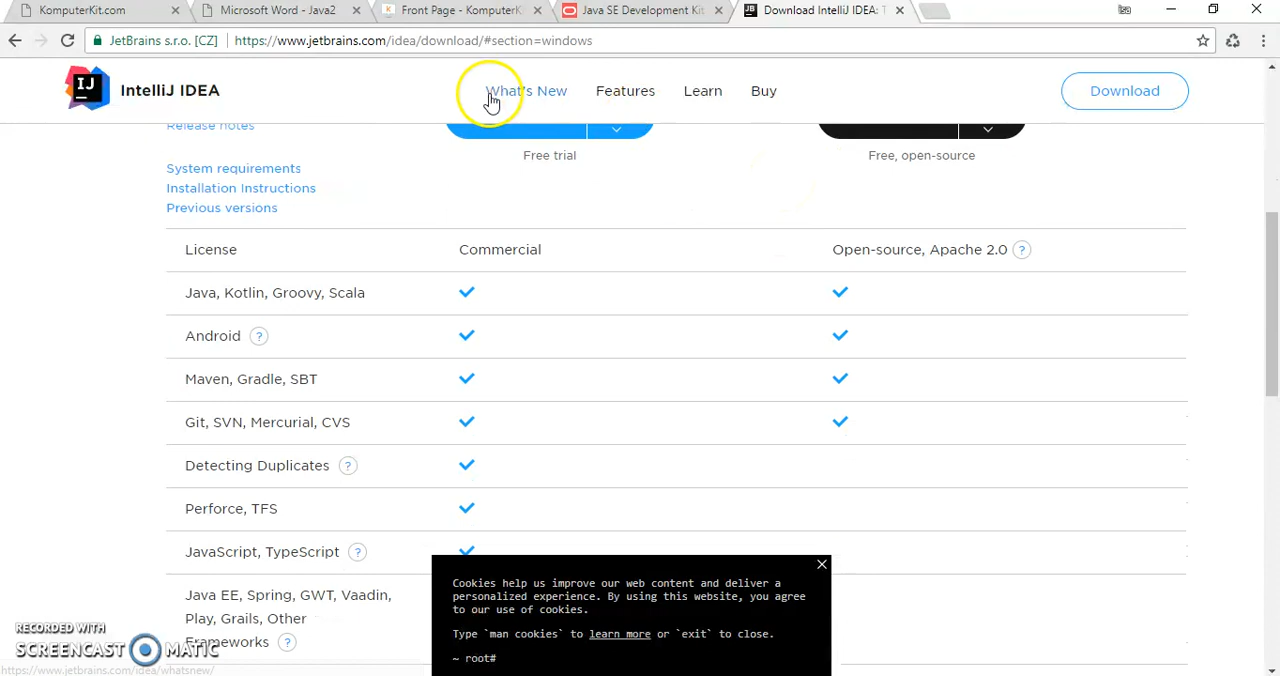 KomputerKit.com
Microsoft Word - Java2
Front Page - KomputerKi
Java SE Development Kit
Download IntelliJ IDEA: T
JetBrains s.r.o. [CZ]
https://www.jetbrains.com/idea/download/#section=windows
IJ
IntelliJ IDEA
What's New
Features
Learn
Buy
Download
Release notes
Free trial
Free, open-source
System requirements
Installation Instructions
Previous versions
License
Commercial
Open-source, Apache 2.0 ?
Java, Kotlin, Groovy, Scala
Android ?
Maven, Gradle, SBT
Git, SVN, Mercurial, CVS
Detecting Duplicates ?
Perforce, TFS
JavaScript, TypeScript ?
Java EE, Spring, GWT, Vaadin,
Play, Grails, Other
Frameworks ?
Cookies help us improve our web content and deliver a
personalized experience. By using this website, you agree
to our use of cookies.
Type `man cookies` to learn more or `exit` to close.
~ root#
RECORDED WITH
SCREENCAST MATIC
https://www.jetbrains.com/idea/whatsnew/